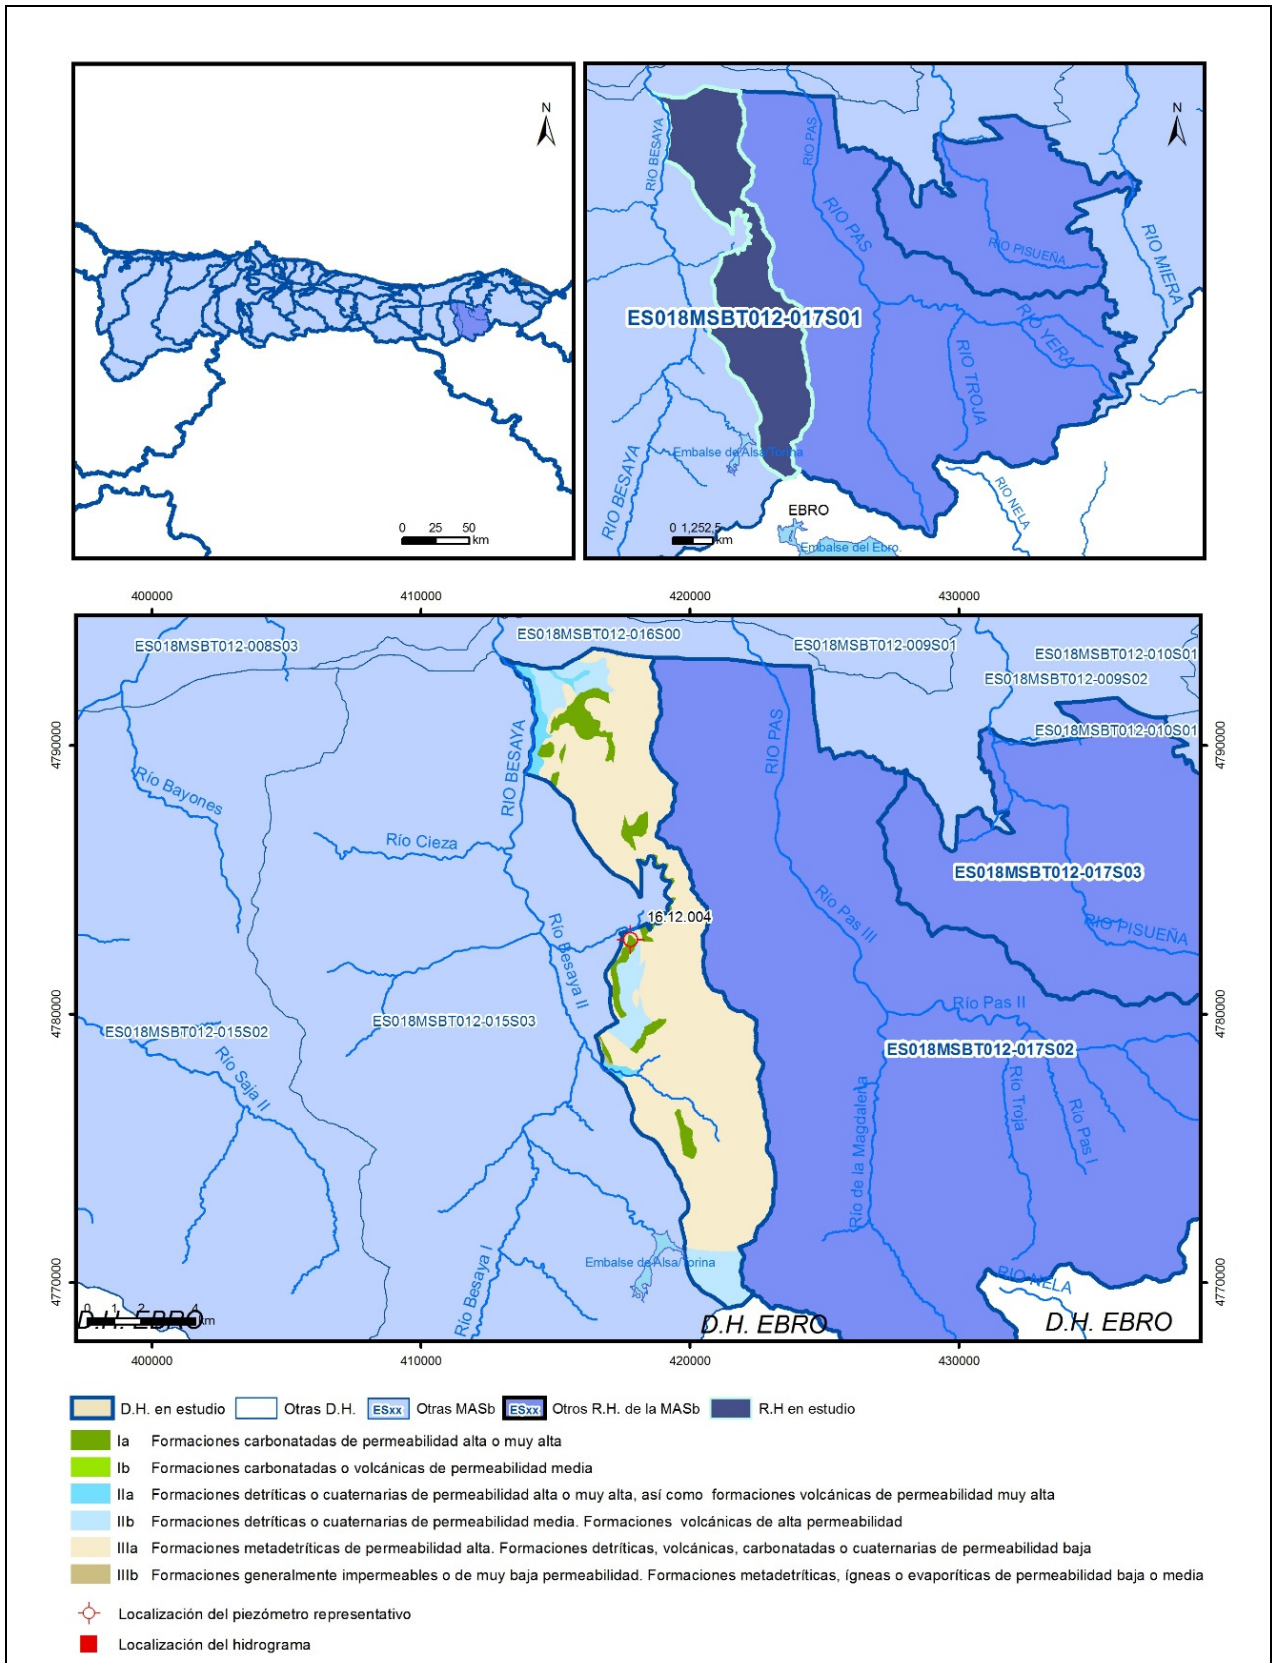 N
0 25 50
km
N
RIO BESAYA
RIO PAS
RIO PAS
RIO PISUEÑA
RIO MIERA
ES018MSBT012-017S01
RIO YERA
RIO TROJA
Embalse de Alsa/Torina
RIO BESAYA
RIO NELA
EBRO
0 1,252,5
km
Embalse del Ebro.
400000 410000 420000 430000
ES018MSBT012-008S03
ES018MSBT012-016S00
ES018MSBT012-009S01
ES018MSBT012-010S01
ES018MSBT012-009S02
ES018MSBT012-010S01
4790000
4790000
RIO BESAYA
RIO PAS
Río Bayones
Río Cieza
ES018MSBT012-017S03
16.12.004
Río Pas III
RIO PISUEÑA
Río Besaya II
Río Pas II
4780000
4780000
ES018MSBT012-015S02
ES018MSBT012-015S03
ES018MSBT012-017S02
Río Saja II
Río Troja
Río Pas I
Río de la Magdalena
Embalse de Alsa/Torina
Río Besaya I
RIO NELA
4770000
4770000
0 1 2 4
km
D.H. EBRO
D.H. EBRO
D.H. EBRO
400000 410000 420000 430000
D.H. en estudio Otras D.H. ESxx Otras MASb ESxx Otros R.H. de la MASb R.H en estudio
Ia Formaciones carbonatadas de permeabilidad alta o muy alta
Ib Formaciones carbonatadas o volcánicas de permeabilidad media
IIa Formaciones detríticas o cuaternarias de permeabilidad alta o muy alta, así como formaciones volcánicas de permeabilidad muy alta
IIb Formaciones detríticas o cuaternarias de permeabilidad media. Formaciones volcánicas de alta permeabilidad
IIIa Formaciones metadetríticas de permeabilidad alta. Formaciones detríticas, volcánicas, carbonatadas o cuaternarias de permeabilidad baja
IIIb Formaciones generalmente impermeables o de muy baja permeabilidad. Formaciones metadetríticas, ígneas o evaporíticas de permeabilidad baja o media
Localización del piezómetro representativo
Localización del hidrograma